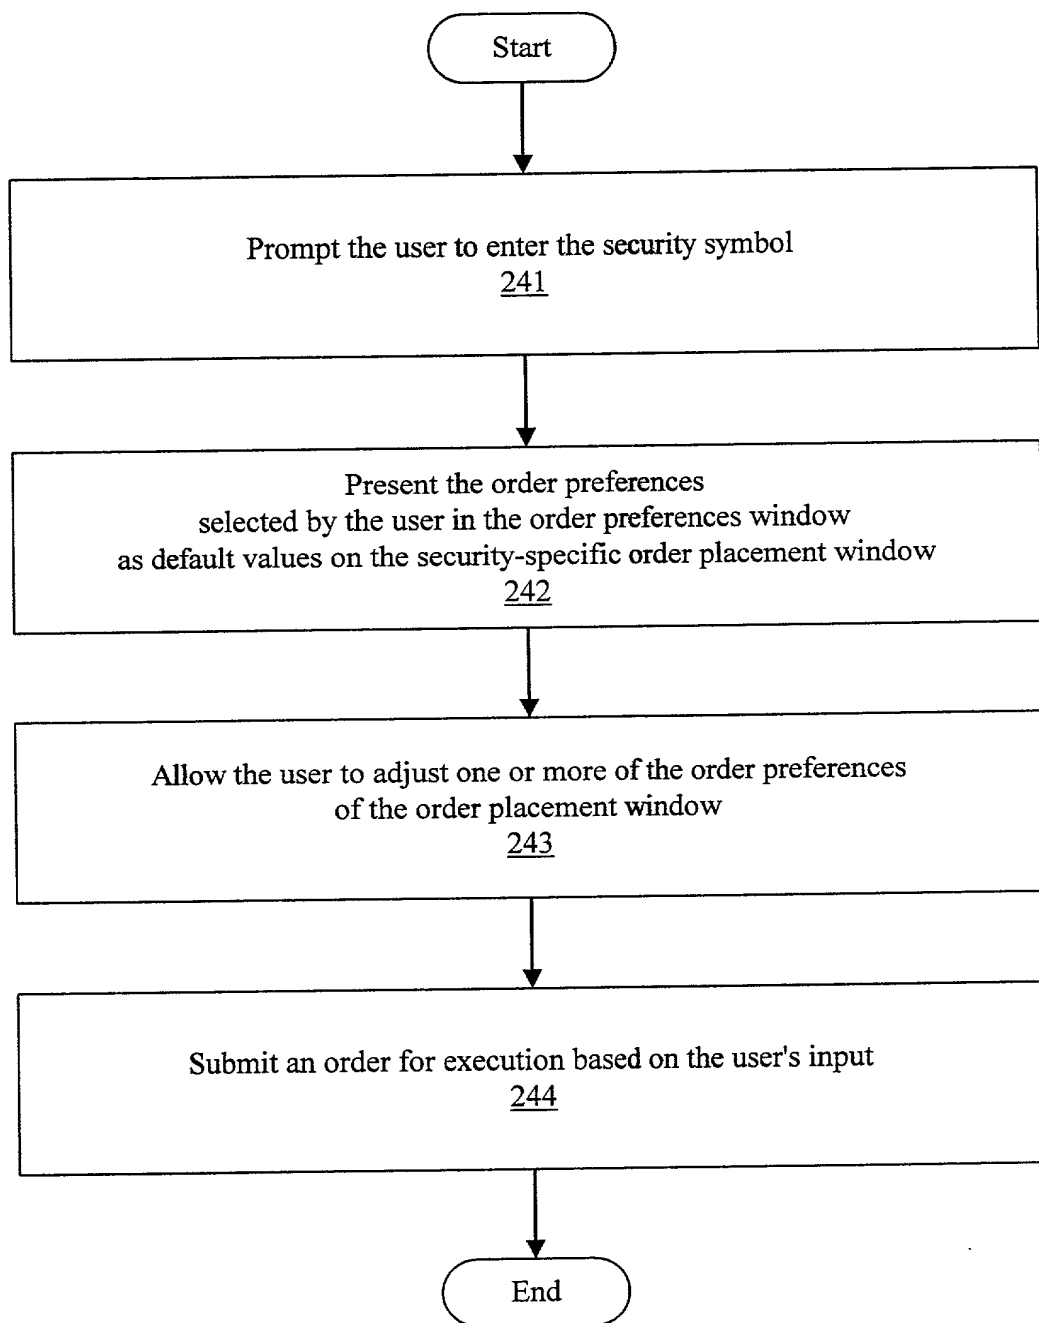 Start
Prompt the user to enter the security symbol
241
Present the order preferences
selected by the user in the order preferences window
as default values on the security-specific order placement window
242
Allow the user to adjust one or more of the order preferences
of the order placement window
243
Submit an order for execution based on the user's input
244
End